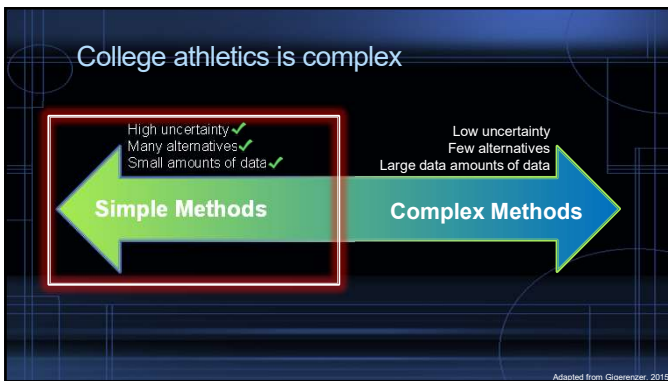 College athletics is complex
High uncertainty
Many alternatives
Small amounts of data
Simple Methods
Low uncertainty
Few alternatives
Large data amounts of data
Complex Methods
Adapted from Gigerenzer, 2015